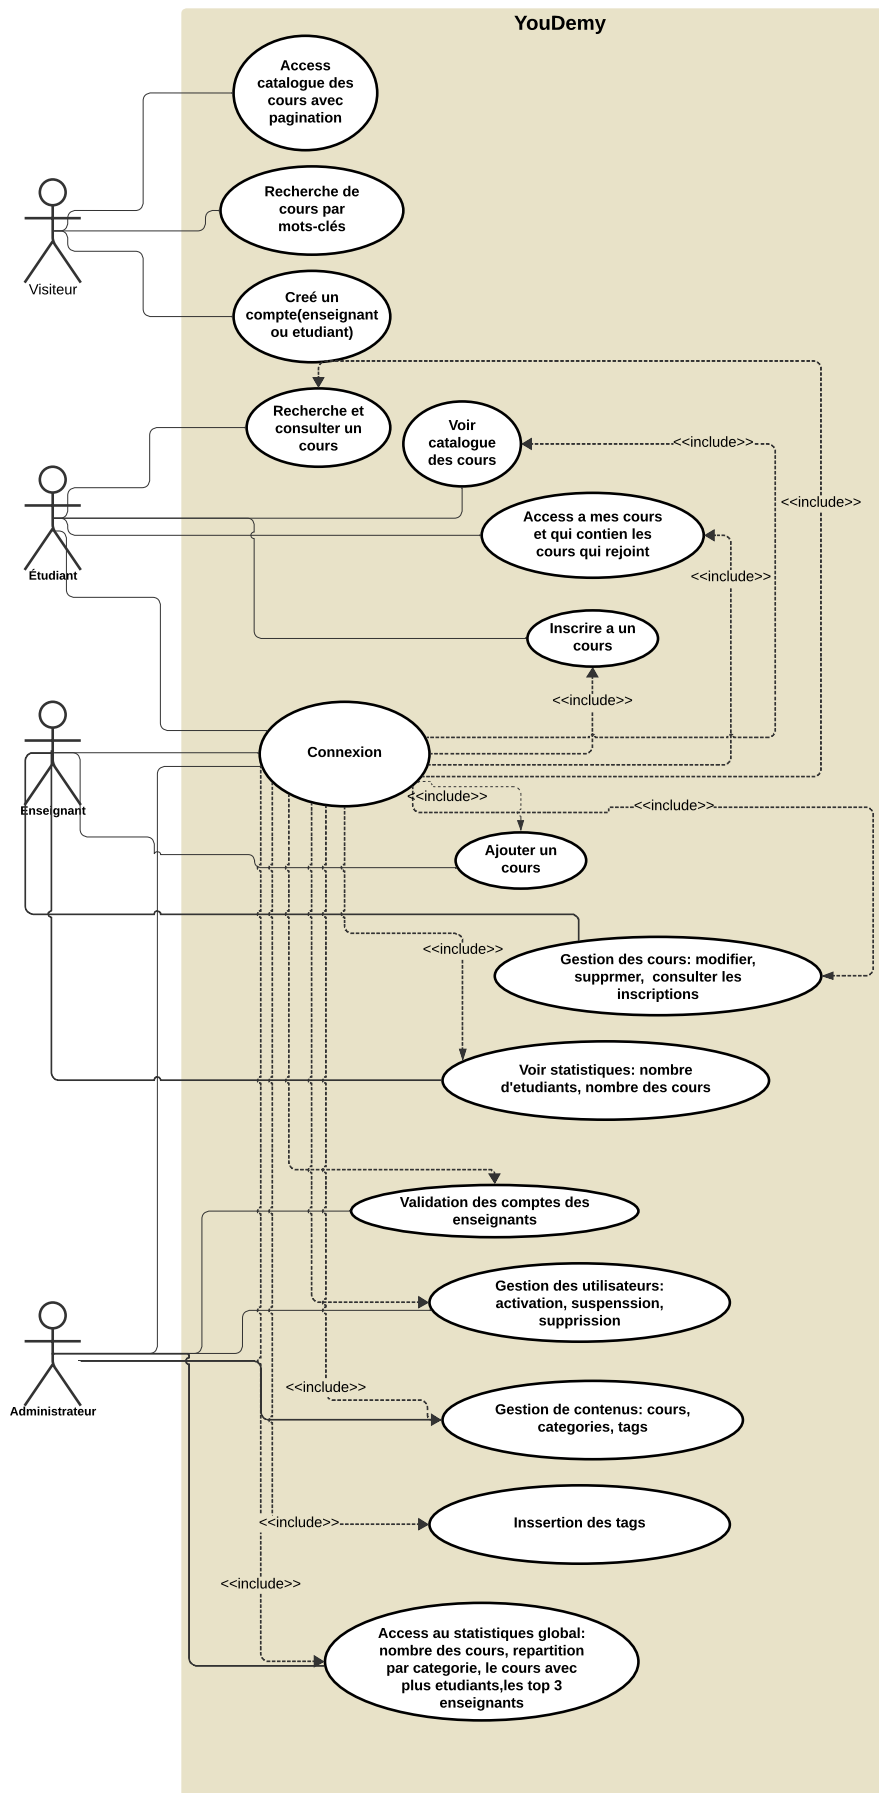 YouDemy
Access
catalogue des
cours avec
pagination
Recherche de
cours par
mots-clés
Visiteur
Creé un
compte(enseignant
ou etudiant)
Recherche et
consulter un
cours
Voir
catalogue
des cours
<<include>>
<<include>>
Access a mes cours
et qui contien les
cours qui rejoint
<<include>>
Étudiant
Inscrire a un
cours
<<include>>
Connexion
Enseignant
<<include>>
<<include>>
Ajouter un
cours
<<include>>
Gestion des cours: modifier,
supprmer, consulter les
inscriptions
Voir statistiques: nombre
d'etudiants, nombre des cours
Validation des comptes des
enseignants
Gestion des utilisateurs:
activation, suspenssion,
supprission
Administrateur
<<include>>
Gestion de contenus: cours,
categories, tags
<<include>>
Inssertion des tags
<<include>>
Access au statistiques global:
nombre des cours, repartition
par categorie, le cours avec
plus etudiants,les top 3
enseignants